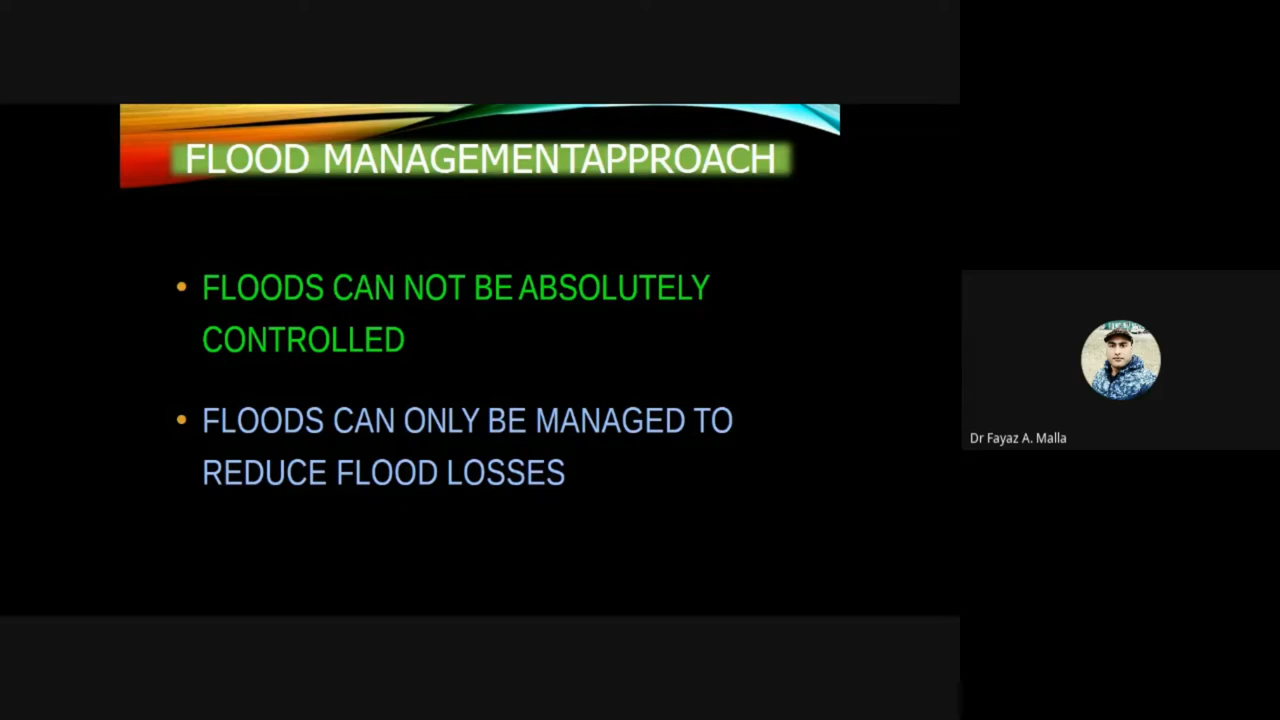 FLOOD MANAGEMENTAPPROACH
• FLOODS CAN NOT BE ABSOLUTELY
CONTROLLED
• FLOODS CAN ONLY BE MANAGED TO
REDUCE FLOOD LOSSES
Dr Fayaz A. Malla